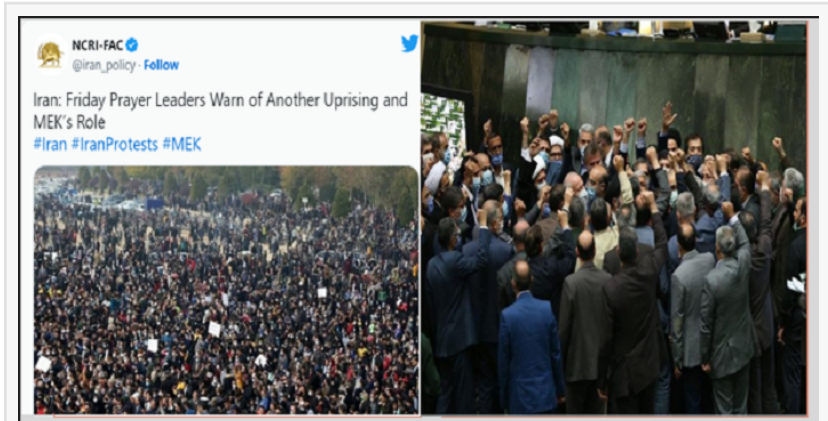 NCRI-FAC
@iran_policy · Follow
Iran: Friday Prayer Leaders Warn of Another Uprising and
MEK's Role
#Iran #IranProtests #MEK